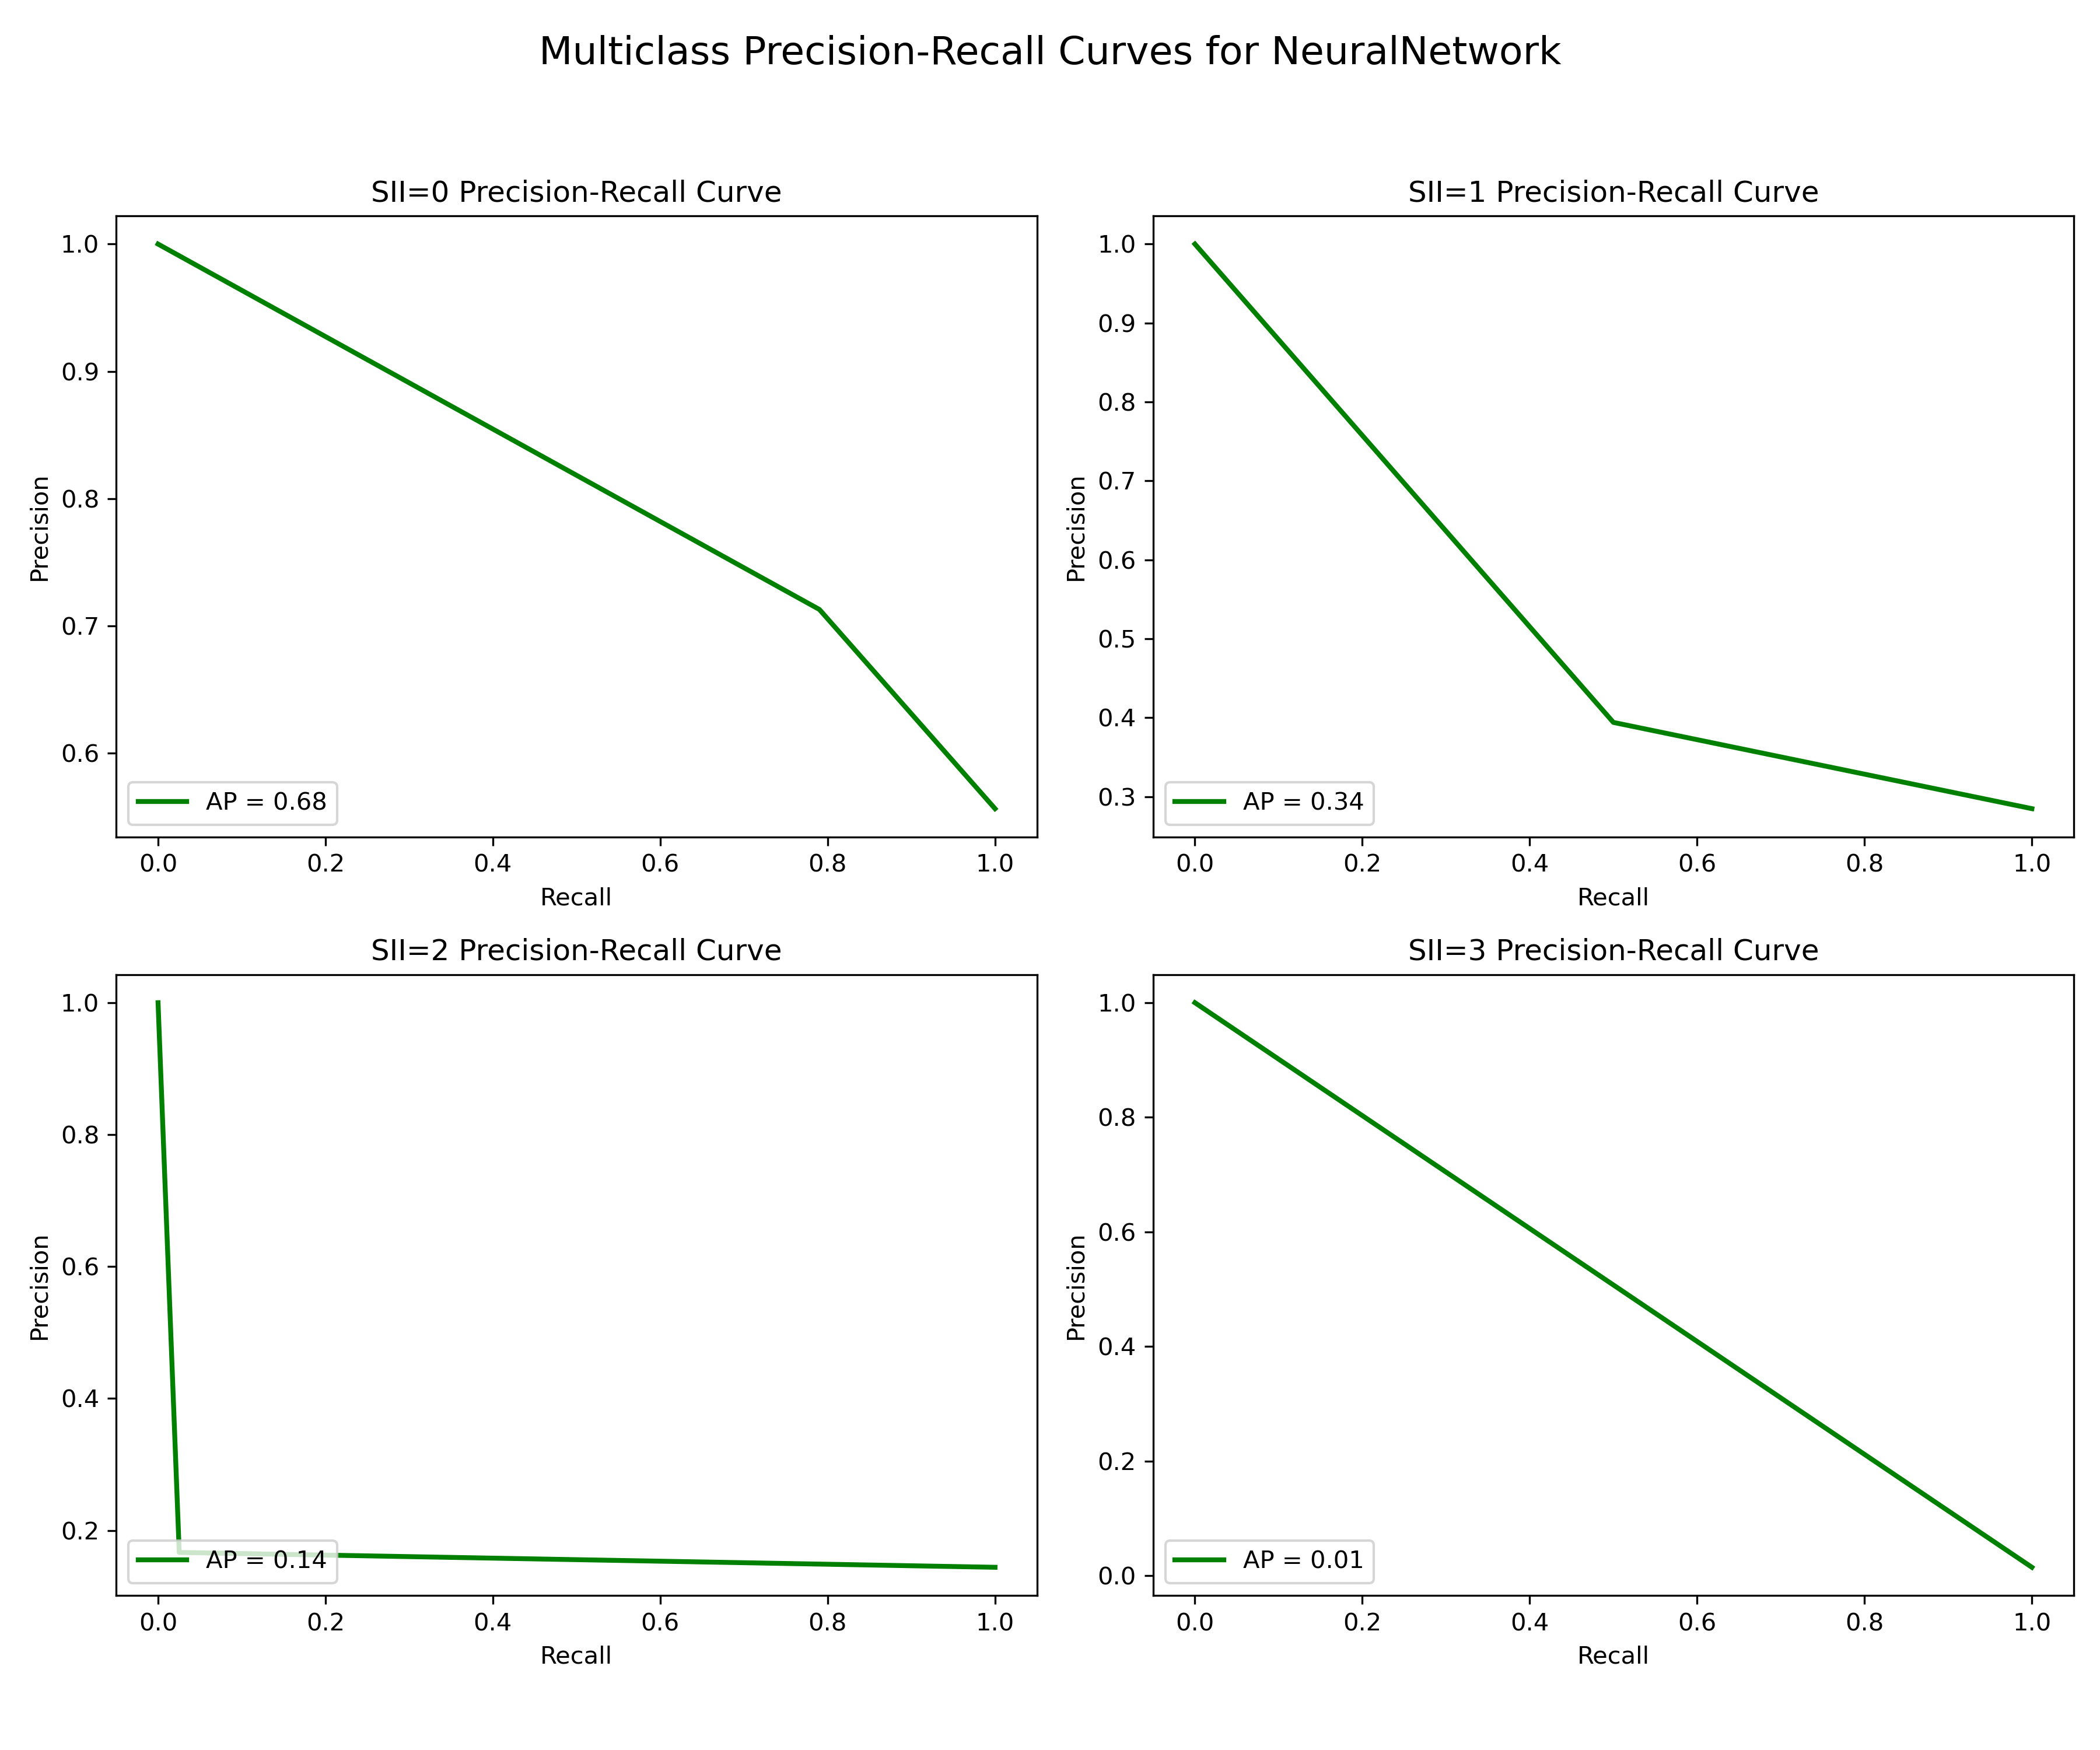 Multiclass Precision-Recall Curves for NeuralNetwork
SII=0 Precision-Recall Curve
Precision
1.0
0.9
0.8
0.7
0.6
AP = 0.68
0.0 0.2 0.4 0.6 0.8 1.0
Recall
SII=1 Precision-Recall Curve
Precision
1.0
0.9
0.8
0.7
0.6
0.5
0.4
0.3
AP = 0.34
0.0 0.2 0.4 0.6 0.8 1.0
Recall
SII=2 Precision-Recall Curve
Precision
1.0
0.8
0.6
0.4
0.2
AP = 0.14
0.0 0.2 0.4 0.6 0.8 1.0
Recall
SII=3 Precision-Recall Curve
Precision
1.0
0.8
0.6
0.4
0.2
0.0
AP = 0.01
0.0 0.2 0.4 0.6 0.8 1.0
Recall